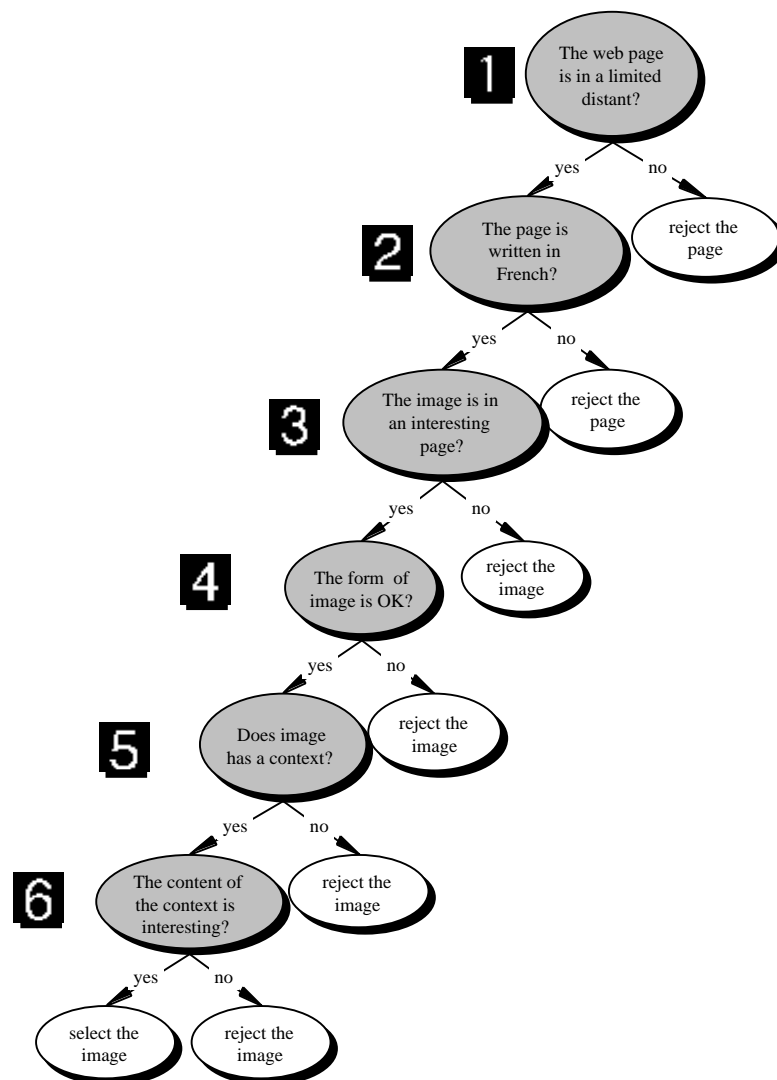 1
The web page
is in a limited
distant?
yes
no
2
The page is
written in
French?
reject the
page
yes
no
3
The image is in
an interesting
page?
reject the
page
yes
no
4
The form of
image is OK?
reject the
image
yes
no
5
Does image
has a context?
reject the
image
yes
no
6
The content of
the context is
interesting?
reject the
image
yes
no
select the
image
reject the
image